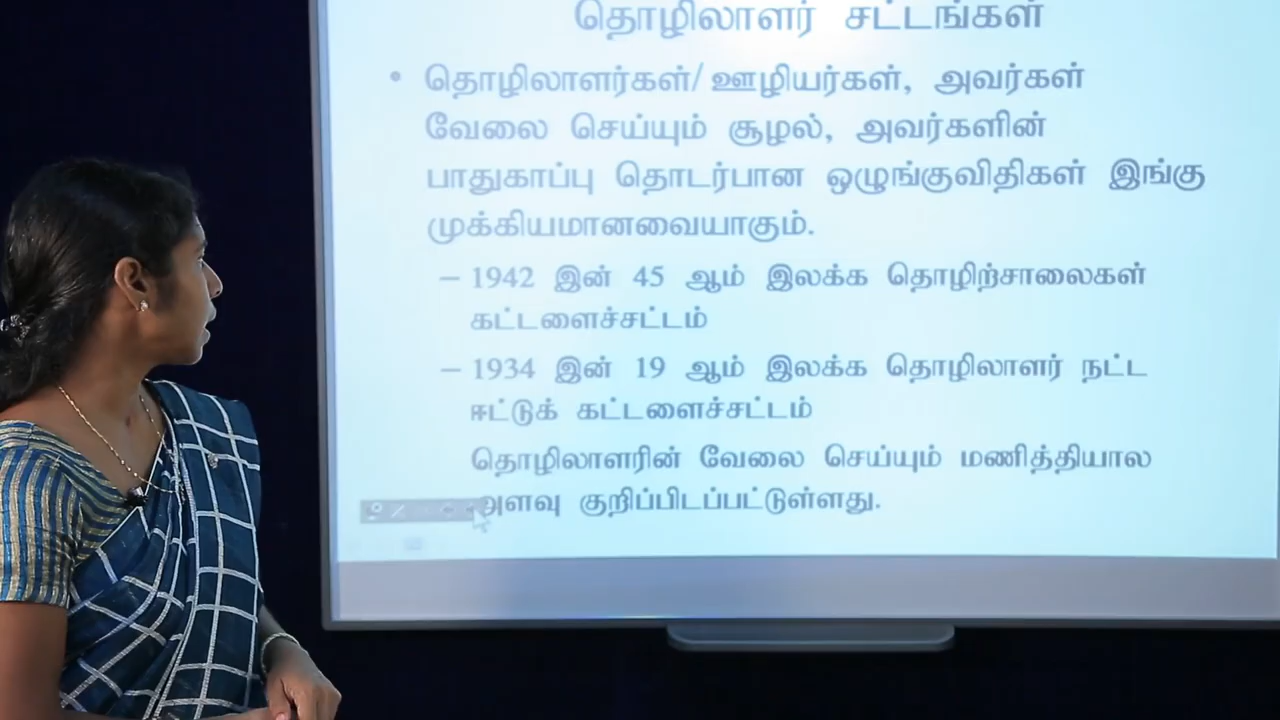 தொழிலாளர் சட்டங்கள்
• தொழிலாளர்கள்/ ஊழியர்கள், அவர்கள்
வேலை செய்யும் சூழல், அவர்களின்
பாதுகாப்பு தொடர்பான ஒழுங்குவிதிகள் இங்கு
முக்கியமானவையாகும்.
– 1942 இன் 45 ஆம் இலக்க தொழிற்சாலைகள்
கட்டளைச்சட்டம்
– 1934 இன் 19 ஆம் இலக்க தொழிலாளர் நட்ட
ஈட்டுக் கட்டளைச்சட்டம்
தொழிலாளரின் வேலை செய்யும் மணித்தியால
அளவு குறிப்பிடப்பட்டுள்ளது.